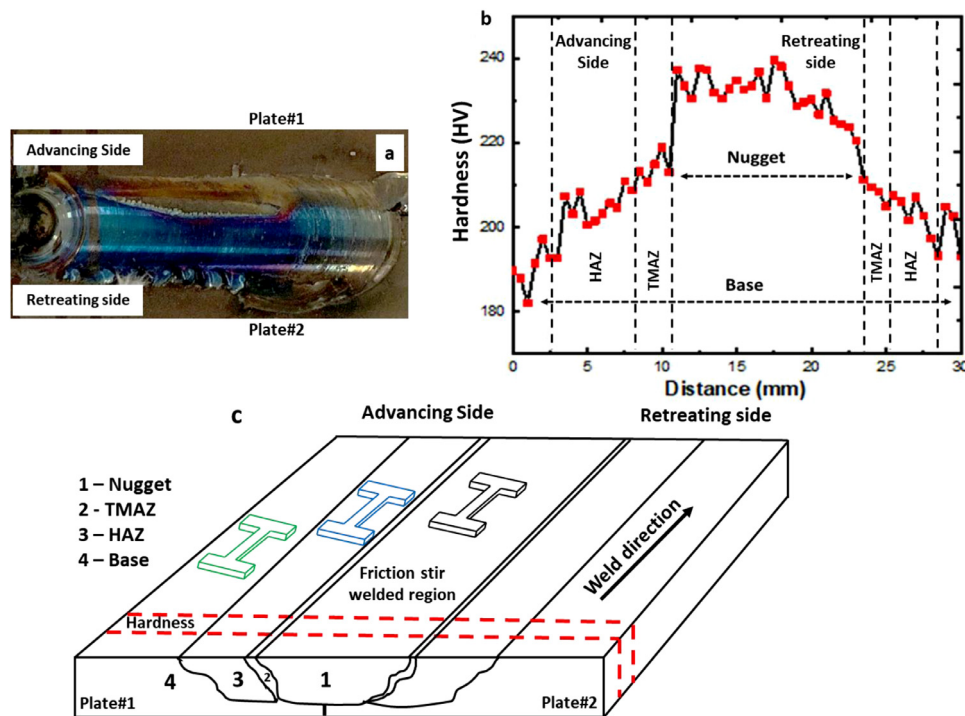 Plate#1
Advancing Side
a
Retreating side
Plate#2
b
240
220
200
180
Hardness (HV)
Advancing
Side
Retreating
side
Nugget
HAZ
TMAZ
TMAZ
HAZ
Base
0
5
10
15
20
25
30
Distance (mm)
c
Advancing Side
Retreating side
1 – Nugget
2 - TMAZ
3 – HAZ
4 – Base
Friction stir
welded region
Weld direction
Hardness
4
3
2
1
Plate#1
Plate#2